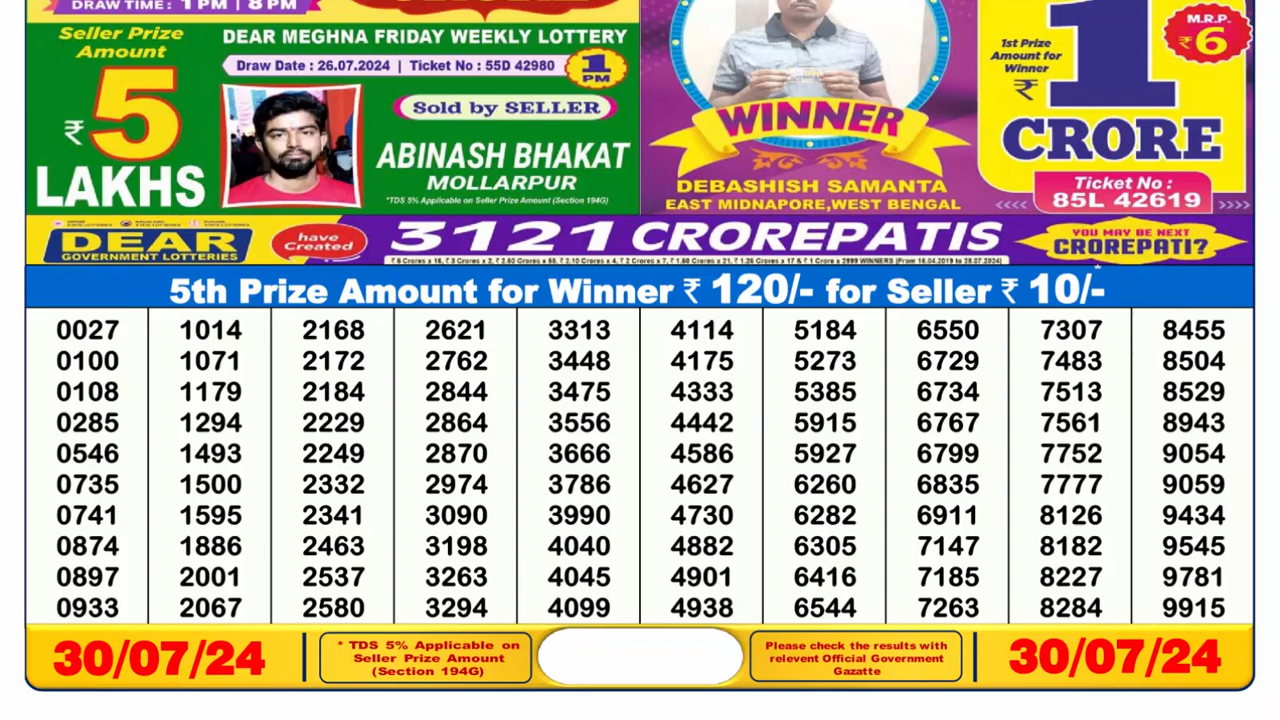 DRAW TIME: 1 PM | 8 PM
Seller Prize
Amount
₹ 5
LAKHS
DEAR MEGHNA FRIDAY WEEKLY LOTTERY
Draw Date : 26.07.2024 | Ticket No : 55D 42980
1
PM
Sold by SELLER
ABINASH BHAKAT
MOLLARPUR
*TDS 5% Applicable on Seller Prize Amount (Section 194G)
WINNER
DEBASHISH SAMANTA
EAST MIDNAPORE,WEST BENGAL
1st Prize
Amount for
Winner
₹ 1
CRORE
M.R.P.
₹6
Ticket No :
<<<< 85L 42619 >>>>
DEAR
GOVERNMENT LOTTERIES
have
Created
3121 CROREPATIS
YOU MAY BE NEXT
CROREPATI?
5th Prize Amount for Winner ₹ 120/- for Seller ₹ 10/-*
0027 1014 2168 2621 3313 4114 5184 6550 7307 8455
0100 1071 2172 2762 3448 4175 5273 6729 7483 8504
0108 1179 2184 2844 3475 4333 5385 6734 7513 8529
0285 1294 2229 2864 3556 4442 5915 6767 7561 8943
0546 1493 2249 2870 3666 4586 5927 6799 7752 9054
0735 1500 2332 2974 3786 4627 6260 6835 7777 9059
0741 1595 2341 3090 3990 4730 6282 6911 8126 9434
0874 1886 2463 3198 4040 4882 6305 7147 8182 9545
0897 2001 2537 3263 4045 4901 6416 7185 8227 9781
0933 2067 2580 3294 4099 4938 6544 7263 8284 9915
30/07/24
* TDS 5% Applicable on
Seller Prize Amount
(Section 194G)
Please check the results with
relevent Official Government
Gazatte
30/07/24